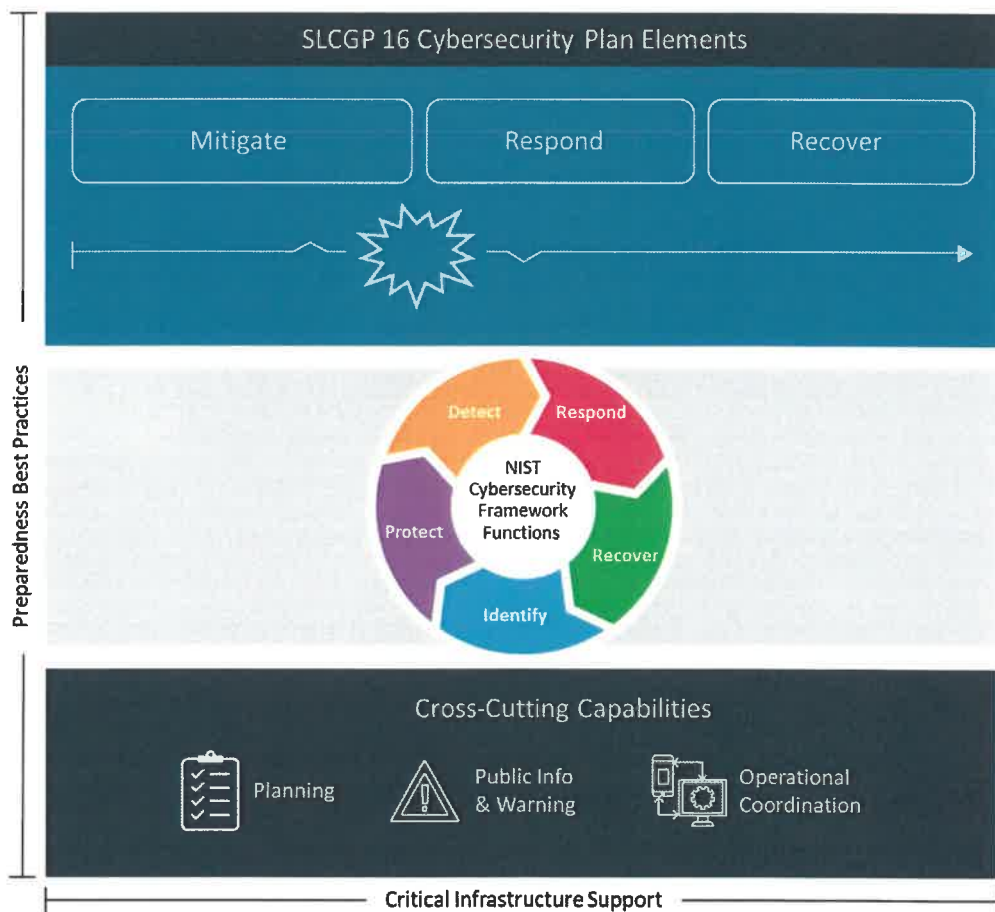 SLCGP 16 Cybersecurity Plan Elements
Mitigate
Respond
Recover
Preparedness Best Practices
Detect
Respond
NIST
Cybersecurity
Framework
Functions
Protect
Recover
Identify
Cross-Cutting Capabilities
Planning
Public Info
& Warning
Operational
Coordination
Critical Infrastructure Support